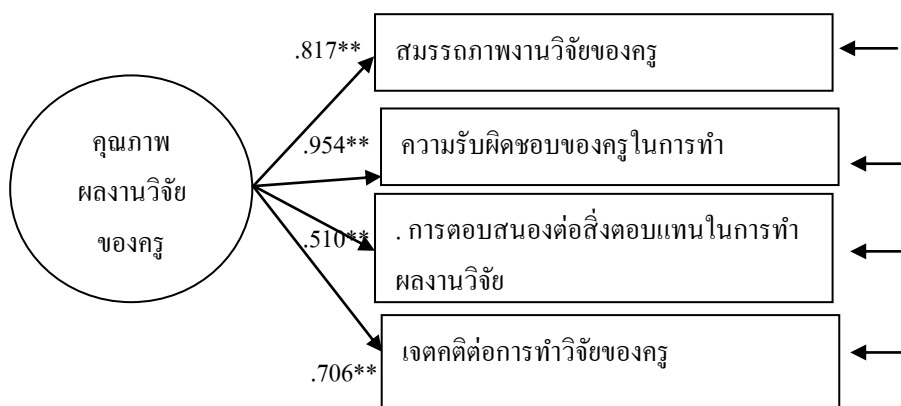 .817**
สมรรถภาพงานวิจัยของครู
คุณภาพ
ผลงานวิจัย
ของครู
.954**
ความรับผิดชอบของครูในการทำ
.510**
. การตอบสนองต่อสิ่งตอบแทนในการทำ
ผลงานวิจัย
.706**
เจตคติต่อการทำวิจัยของครู